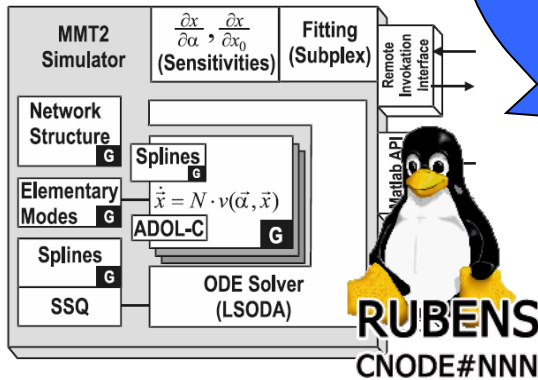 MMT2
Simulator
∂x/∂α , ∂x/∂x₀
(Sensitivities)
Fitting
(Subplex)
Remote
Invokation
Interface
Network
Structure
G
Elementary
Modes
G
Splines
G
SSQ
Splines
G
ẋ⃗ = N · v(α⃗, x⃗)
ADOL-C
G
ODE Solver
(LSODA)
Matlab API
RUBENS
CNODE#NNN